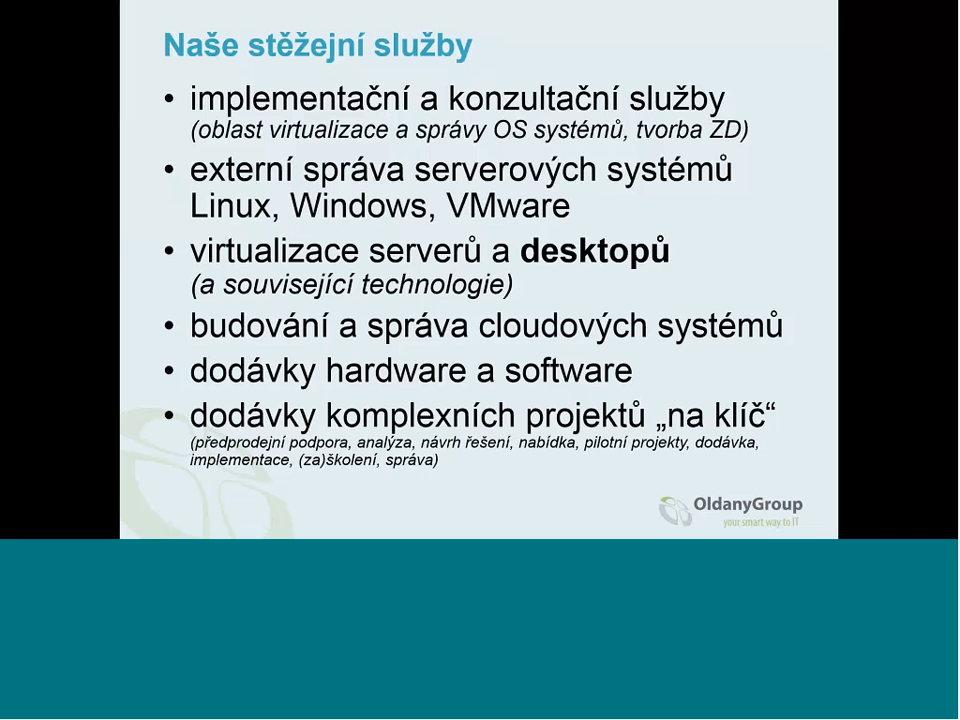 Naše stěžejní služby
• implementační a konzultační služby
(oblast virtualizace a správy OS systémů, tvorba ZD)
• externí správa serverových systémů
Linux, Windows, VMware
• virtualizace serverů a desktopů
(a související technologie)
• budování a správa cloudových systémů
• dodávky hardware a software
• dodávky komplexních projektů „na klíč“
(předprodejní podpora, analýza, návrh řešení, nabídka, pilotní projekty, dodávka,
implementace, (za)školení, správa)
OldanyGroup
your smart way to IT